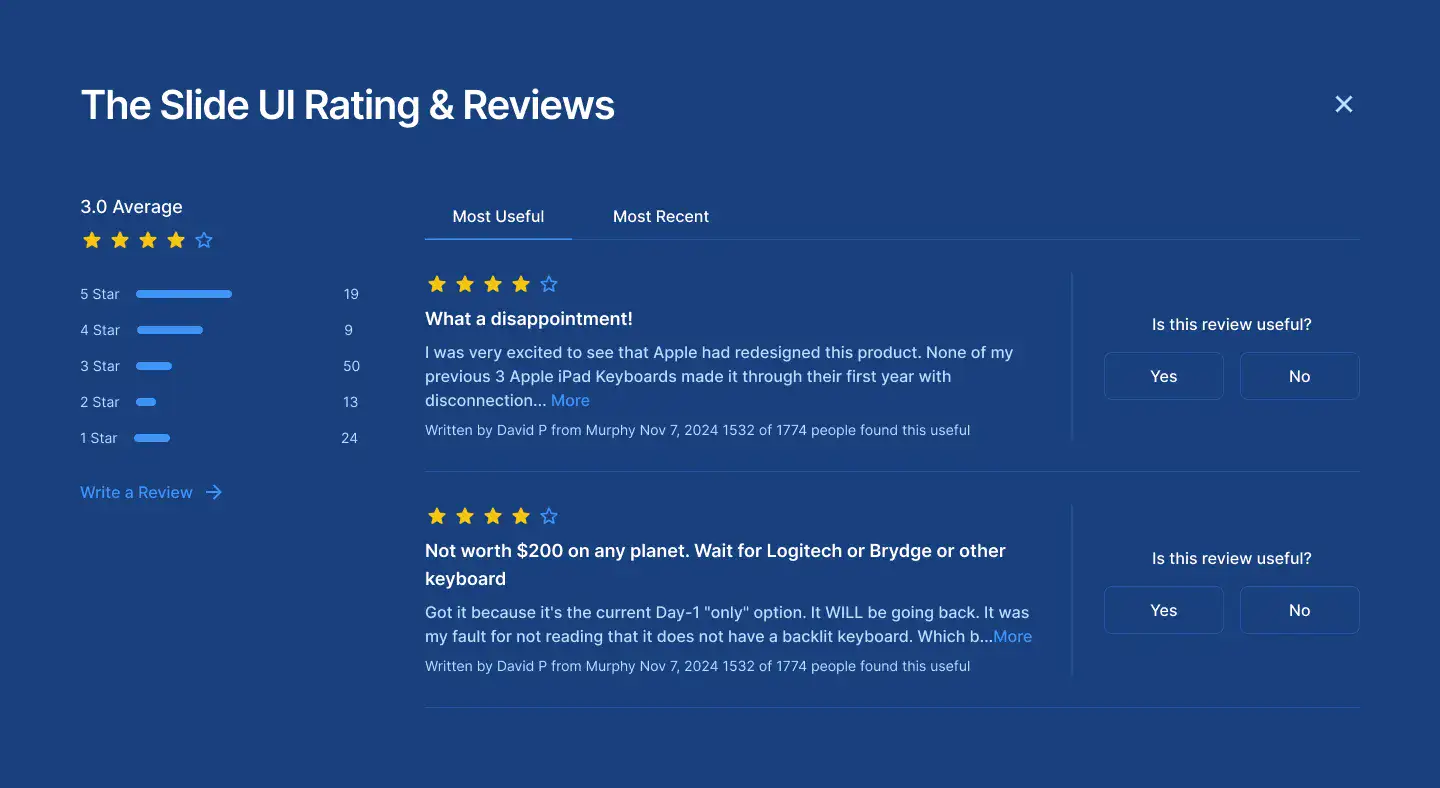 The Slide UI Rating & Reviews
3.0 Average
5 Star 19
4 Star 9
3 Star 50
2 Star 13
1 Star 24
Write a Review
Most Useful
Most Recent
What a disappointment!
I was very excited to see that Apple had redesigned this product. None of my
previous 3 Apple iPad Keyboards made it through their first year with
disconnection... More
Written by David P from Murphy Nov 7, 2024 1532 of 1774 people found this useful
Is this review useful?
Yes
No
Not worth $200 on any planet. Wait for Logitech or Brydge or other
keyboard
Got it because it's the current Day-1 "only" option. It WILL be going back. It was
my fault for not reading that it does not have a backlit keyboard. Which b...More
Written by David P from Murphy Nov 7, 2024 1532 of 1774 people found this useful
Is this review useful?
Yes
No